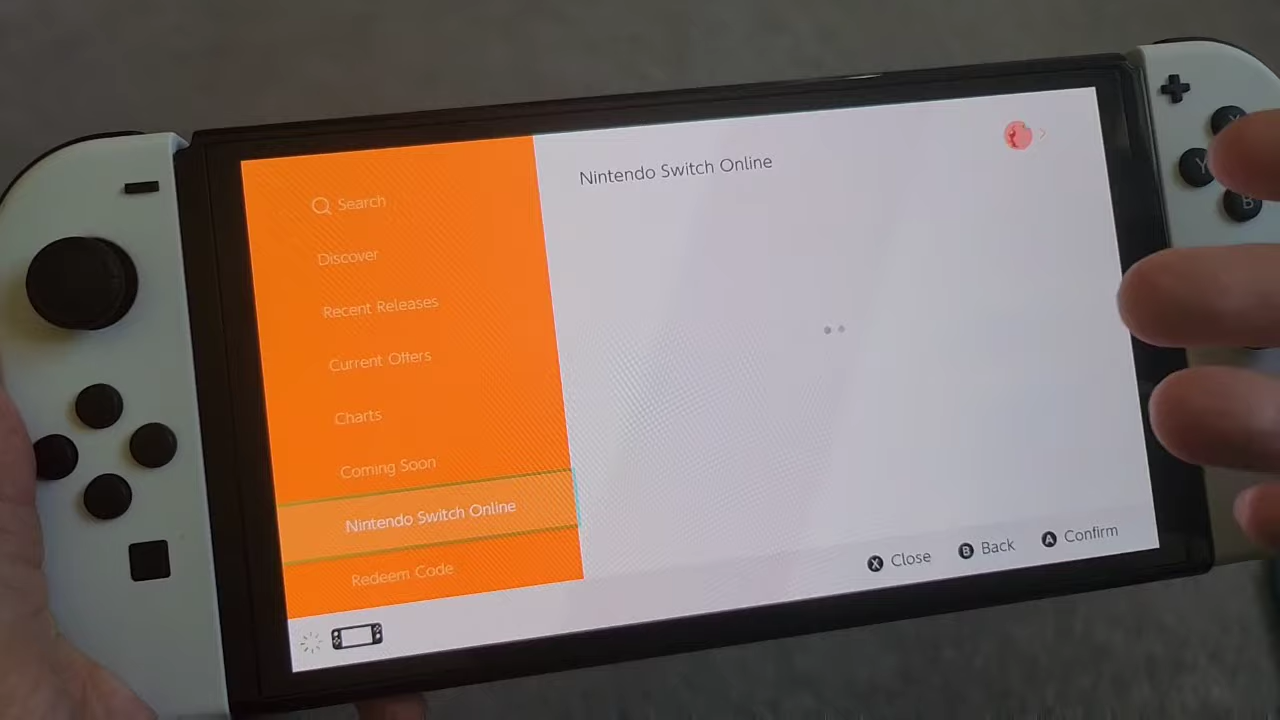 Search
Discover
Recent Releases
Current Offers
Charts
Coming Soon
Nintendo Switch Online
Redeem Code
Nintendo Switch Online
X Close
B Back
A Confirm
Y
B